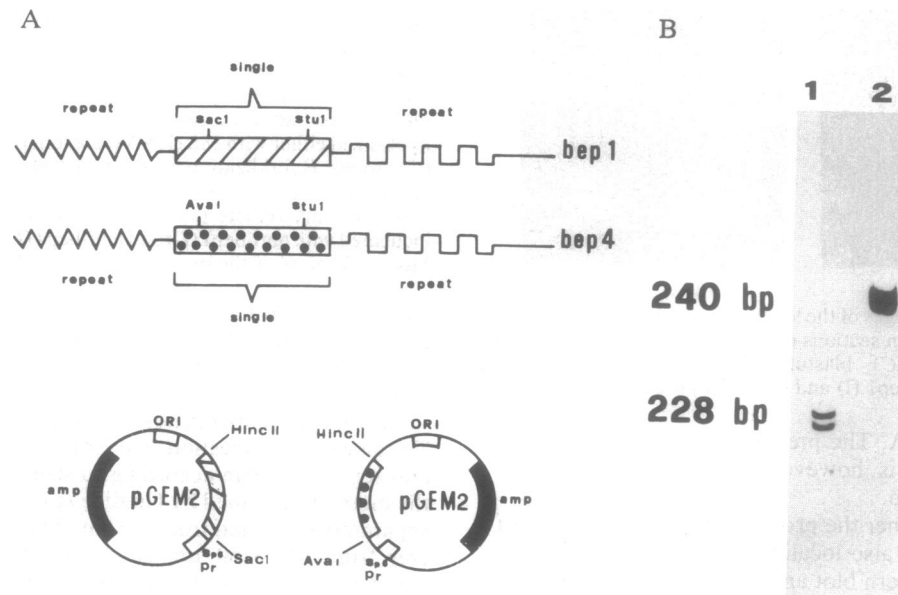 A
B
single
repeat
Sac1
stu1
repeat
bep1
Ava1
stu1
bep4
repeat
single
repeat
1
2
240 bp
228 bp
ORI
HincII
amp
pGEM2
Sp6
Pr
Sac1
HincII
ORI
pGEM2
amp
Ava1
Sp6
Pr